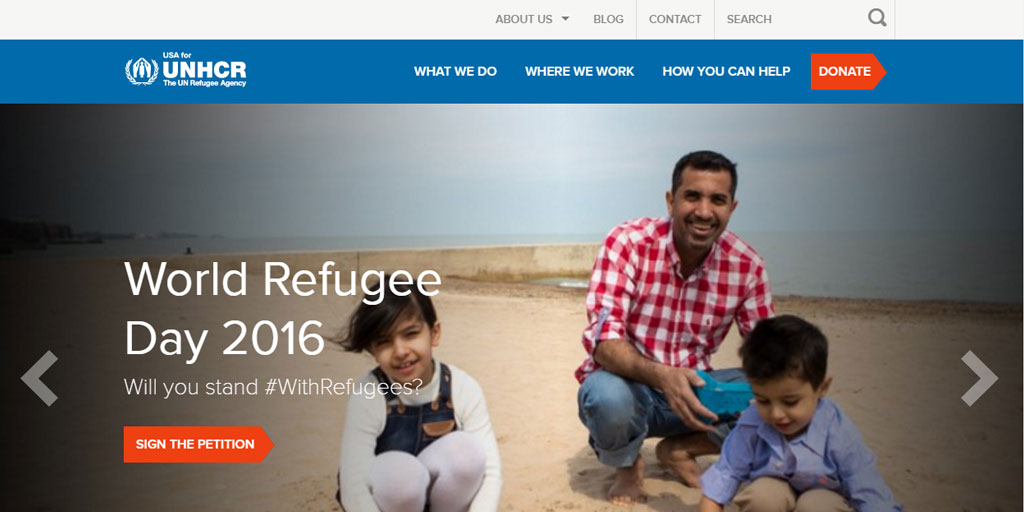 ABOUT US
BLOG
CONTACT
SEARCH
USA for
UNHCR
The UN Refugee Agency
WHAT WE DO
WHERE WE WORK
HOW YOU CAN HELP
DONATE
World Refugee
Day 2016
Will you stand #WithRefugees?
SIGN THE PETITION